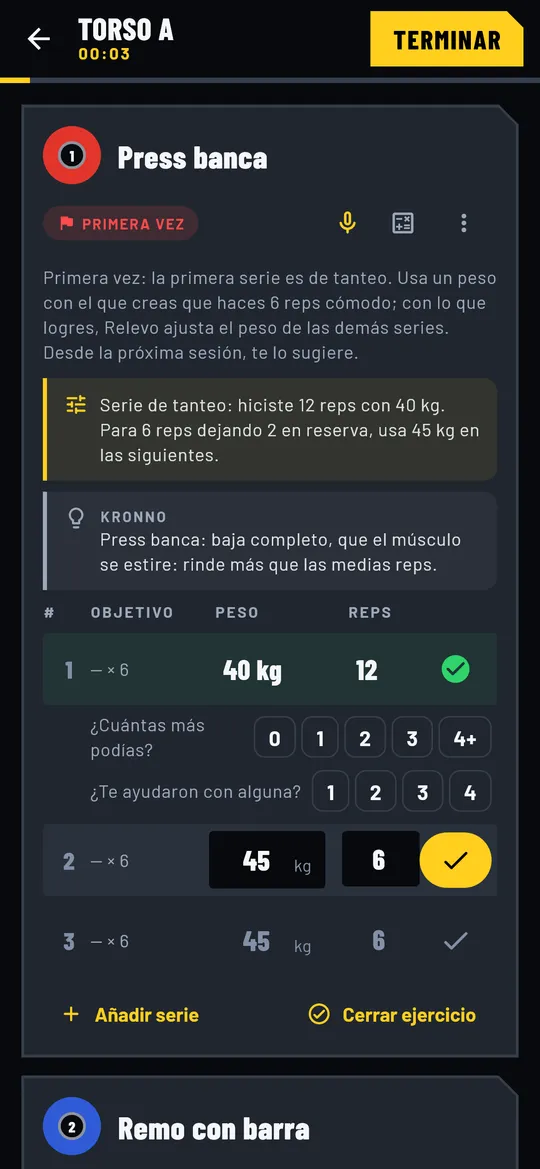 TORSO A
00:03
TERMINAR
1 Press banca
PRIMERA VEZ
Primera vez: la primera serie es de tanteo. Usa un peso
con el que creas que haces 6 reps cómodo; con lo que
logres, Relevo ajusta el peso de las demás series.
Desde la próxima sesión, te lo sugiere.
Serie de tanteo: hiciste 12 reps con 40 kg.
Para 6 reps dejando 2 en reserva, usa 45 kg en
las siguientes.
KRONNO
Press banca: baja completo, que el músculo
se estire: rinde más que las medias reps.
# OBJETIVO PESO REPS
1 — × 6 40 kg 12
¿Cuántas más
podías?
0 1 2 3 4+
¿Te ayudaron con alguna? 1 2 3 4
2 — × 6 45 kg 6
3 — × 6 45 kg 6
+ Añadir serie Cerrar ejercicio
2 Remo con barra